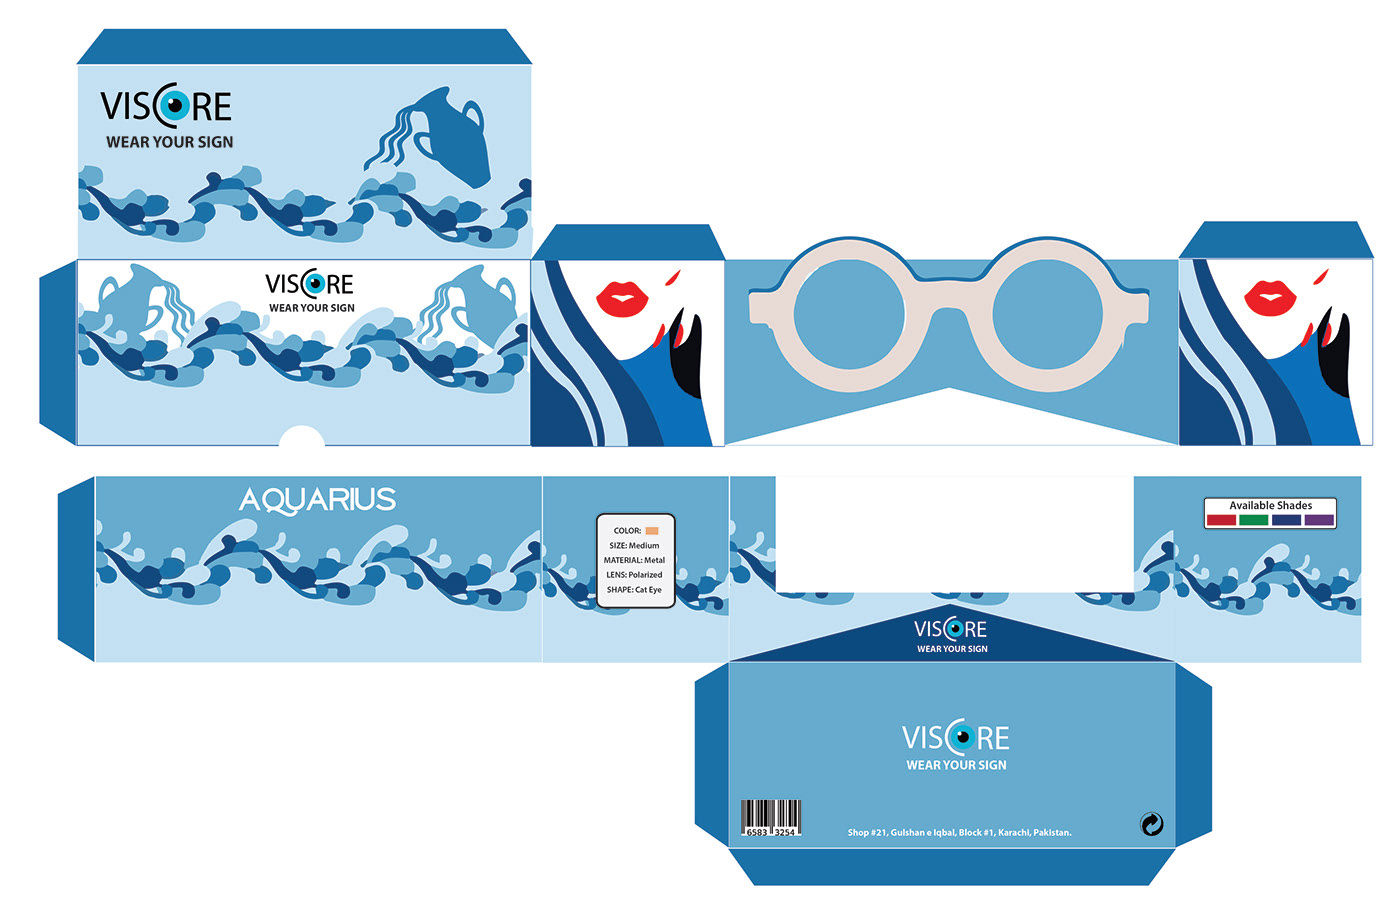 VISCORE
WEAR YOUR SIGN
VISCORE
WEAR YOUR SIGN
AQUARIUS
COLOR:
SIZE: Medium
MATERIAL: Metal
LENS: Polarized
SHAPE: Cat Eye
Available Shades
VISCORE
WEAR YOUR SIGN
VISCORE
WEAR YOUR SIGN
6583 3254
Shop #21, Gulshan e Iqbal, Block #1, Karachi, Pakistan.